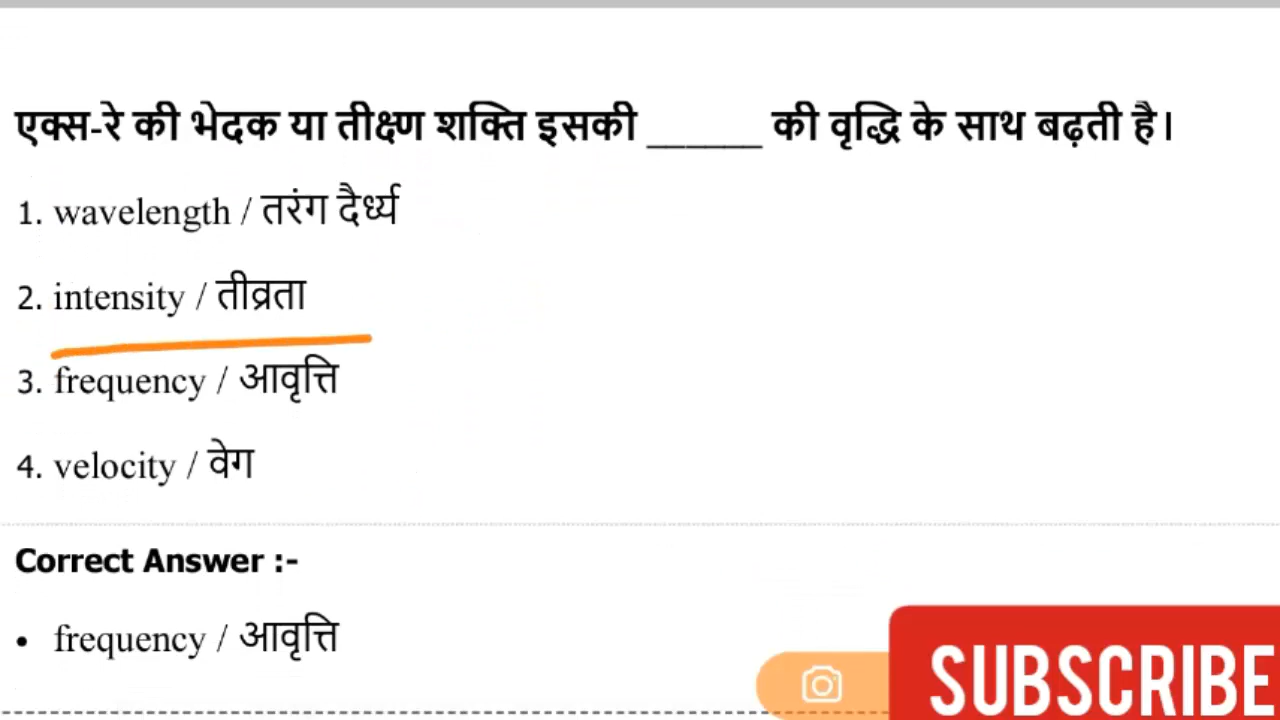 एक्स-रे की भेदक या तीक्ष्ण शक्ति इसकी ______ की वृद्धि के साथ बढ़ती है।
1. wavelength / तरंग दैर्ध्य
2. intensity / तीव्रता
3. frequency / आवृत्ति
4. velocity / वेग
Correct Answer :-
• frequency / आवृत्ति
SUBSCRIBE